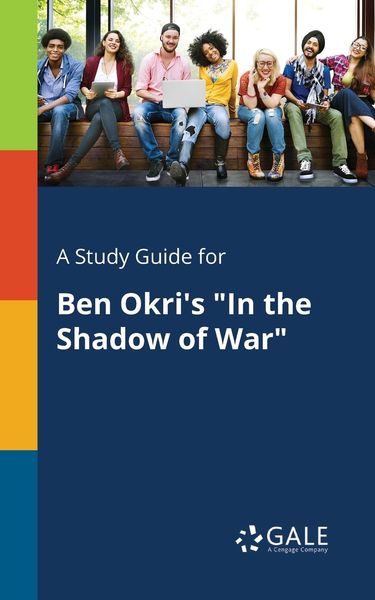 A Study Guide for
Ben Okri's "In the
Shadow of War"
GALE
A Cengage Company